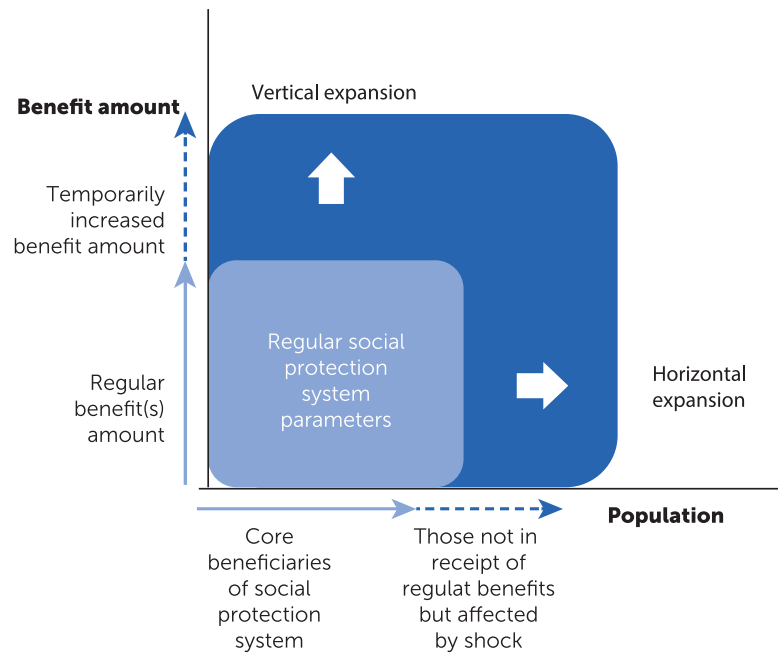 Vertical expansion
Benefit amount
Temporarily
increased
benefit amount
Regular
benefit(s)
amount
Regular social
protection
system
parameters
Horizontal
expansion
Population
Core
beneficiaries
of social
protection
system
Those not in
receipt of
regulat benefits
but affected
by shock